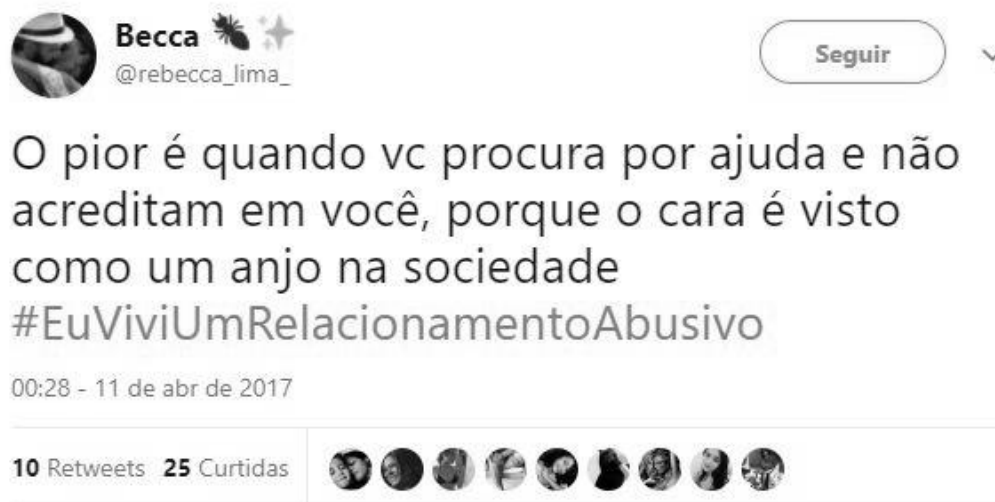 Becca
@rebecca_lima_
Seguir
O pior é quando vc procura por ajuda e não
acreditam em você, porque o cara é visto
como um anjo na sociedade
#EuViviUmRelacionamentoAbusivo
00:28 - 11 de abr de 2017
10 Retweets 25 Curtidas